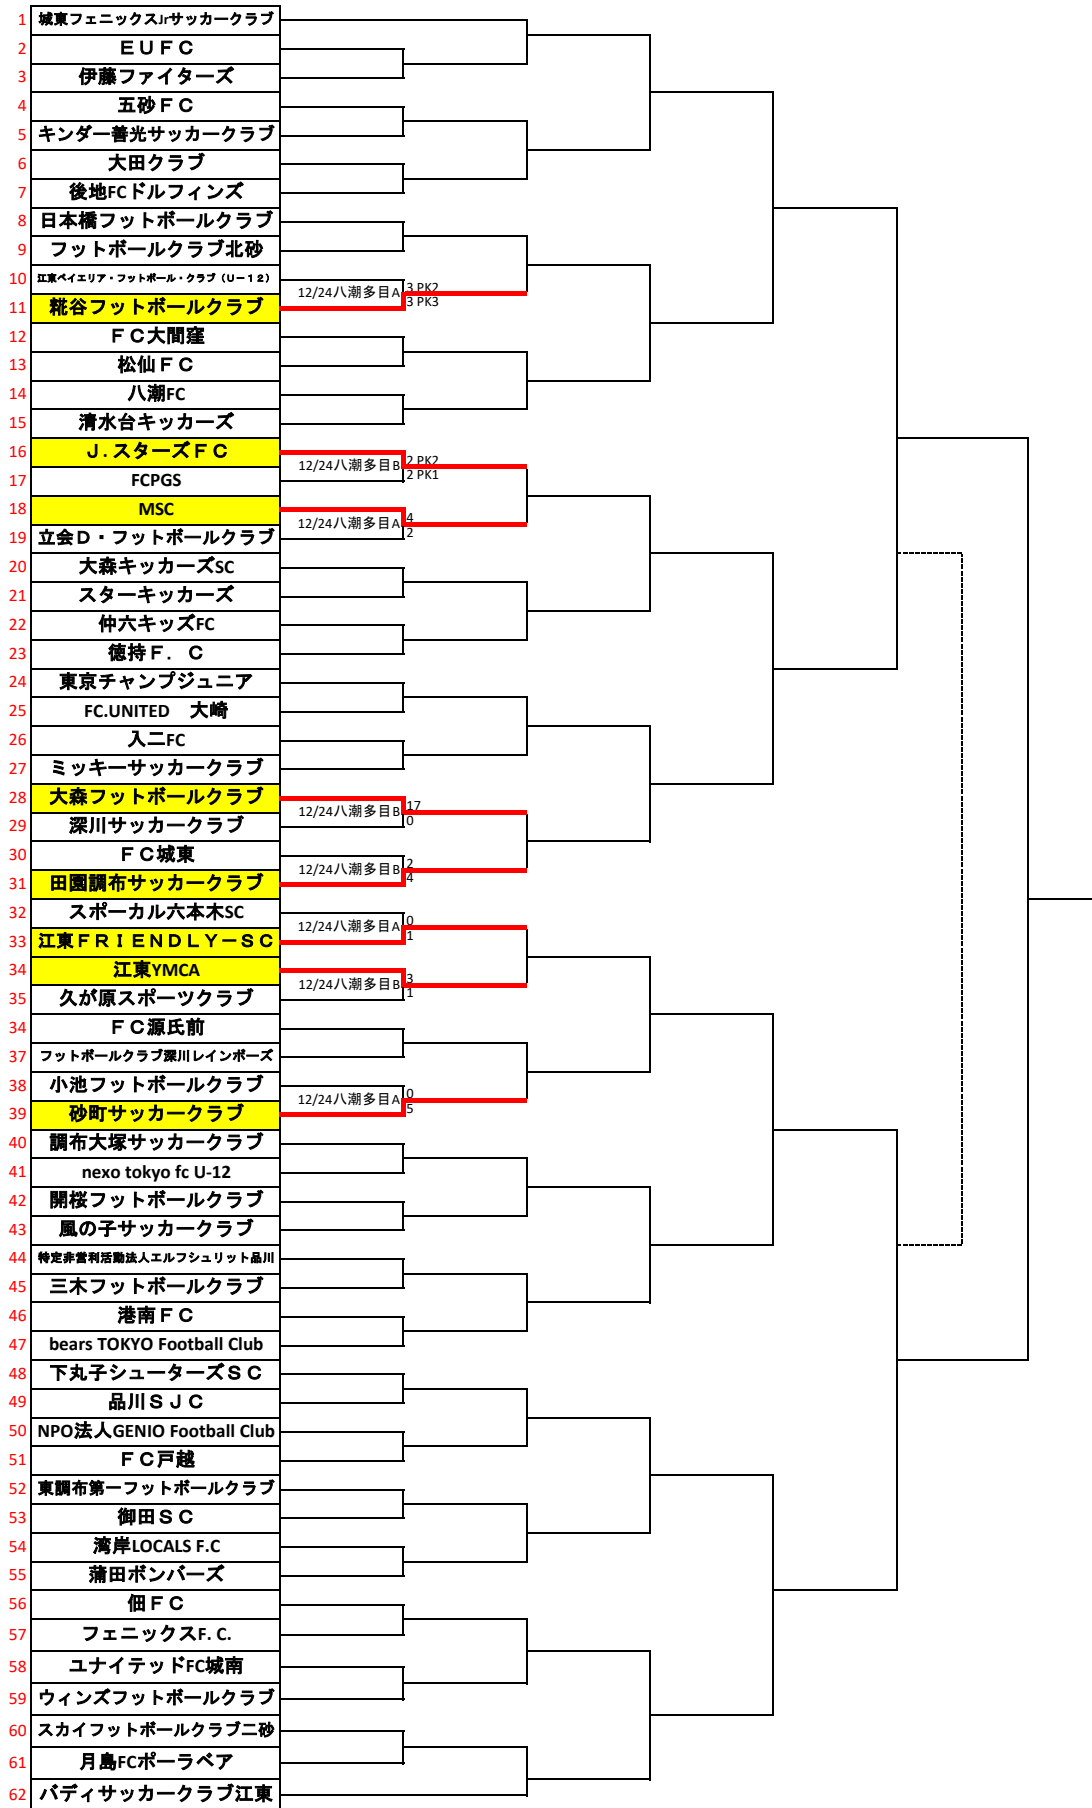 1 城東フェニックスJrサッカークラブ
2 ＥＵＦＣ
3 伊藤ファイターズ
4 五砂ＦＣ
5 キンダー善光サッカークラブ
6 大田クラブ
7 後地FCドルフィンズ
8 日本橋フットボールクラブ
9 フットボールクラブ北砂
10 江東ベイエリア・フットボール・クラブ（Ｕ－１２）
12/24八潮多目A 3 PK2
3 PK3
11 糀谷フットボールクラブ
12 ＦＣ大間窪
13 松仙ＦＣ
14 八潮FC
15 清水台キッカーズ
16 Ｊ．スターズＦＣ
12/24八潮多目B 2 PK2
2 PK1
17 FCPGS
18 MSC
12/24八潮多目A 4
2
19 立会Ｄ・フットボールクラブ
20 大森キッカーズSC
21 スターキッカーズ
22 仲六キッズFC
23 徳持Ｆ．Ｃ
24 東京チャンプジュニア
25 FC.UNITED　大崎
26 入二FC
27 ミッキーサッカークラブ
28 大森フットボールクラブ
12/24八潮多目B 17
0
29 深川サッカークラブ
30 ＦＣ城東
12/24八潮多目B 2
4
31 田園調布サッカークラブ
32 スポーカル六本木SC
12/24八潮多目A 0
1
33 江東ＦＲＩＥＮＤＬＹ－ＳＣ
34 江東YMCA
12/24八潮多目B 3
1
35 久が原スポーツクラブ
34 ＦＣ源氏前
37 フットボールクラブ深川レインボーズ
38 小池フットボールクラブ
12/24八潮多目A 0
5
39 砂町サッカークラブ
40 調布大塚サッカークラブ
41 nexo tokyo fc U-12
42 開桜フットボールクラブ
43 風の子サッカークラブ
44 特定非営利活動法人エルフシュリット品川
45 三木フットボールクラブ
46 港南ＦＣ
47 bears TOKYO Football Club
48 下丸子シューターズＳＣ
49 品川ＳＪＣ
50 NPO法人GENIO Football Club
51 ＦＣ戸越
52 東調布第一フットボールクラブ
53 御田ＳＣ
54 湾岸LOCALS F.C
55 蒲田ボンバーズ
56 佃ＦＣ
57 フェニックスF. C.
58 ユナイテッドFC城南
59 ウィンズフットボールクラブ
60 スカイフットボールクラブ二砂
61 月島FCポーラベア
62 バディサッカークラブ江東